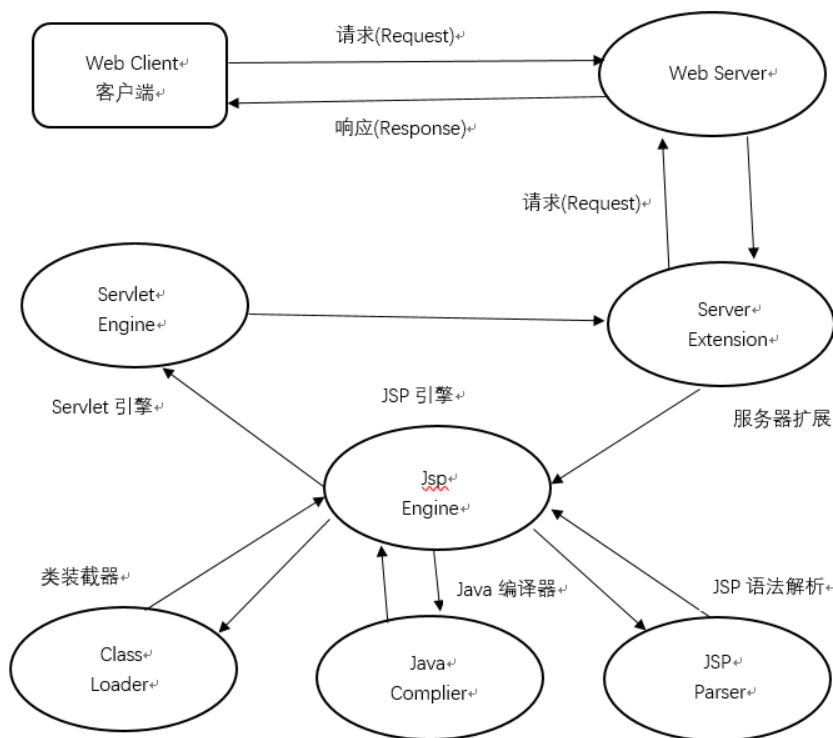 请求(Request)
Web Client
客户端
Web Server
响应(Response)
请求(Request)
Servlet
Engine
Server
Extension
Servlet 引擎
JSP 引擎
服务器扩展
Jsp
Engine
类装截器
Java 编译器
JSP 语法解析
Class
Loader
Java
Complier
JSP
Parser